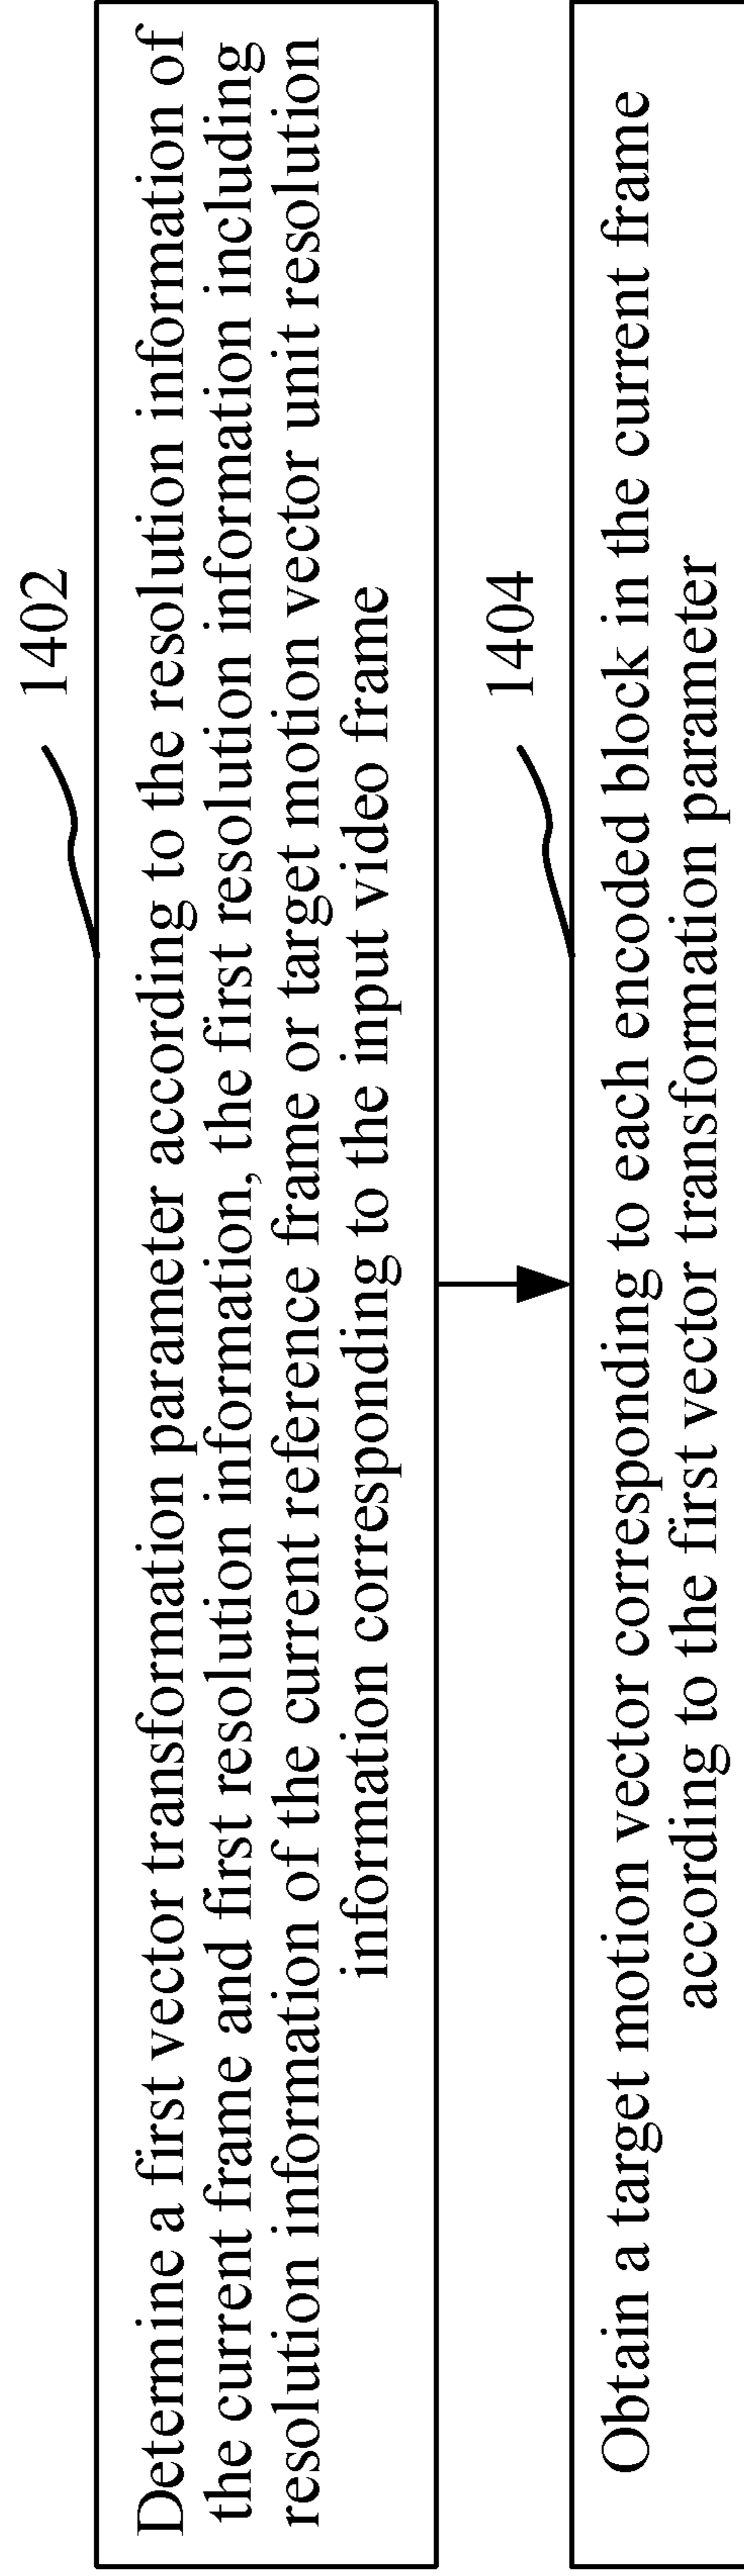 1402
Determine a first vector transformation parameter according to the resolution information of
the current frame and first resolution information, the first resolution information including
resolution information of the current reference frame or target motion vector unit resolution
information corresponding to the input video frame
1404
Obtain a target motion vector corresponding to each encoded block in the current frame
according to the first vector transformation parameter